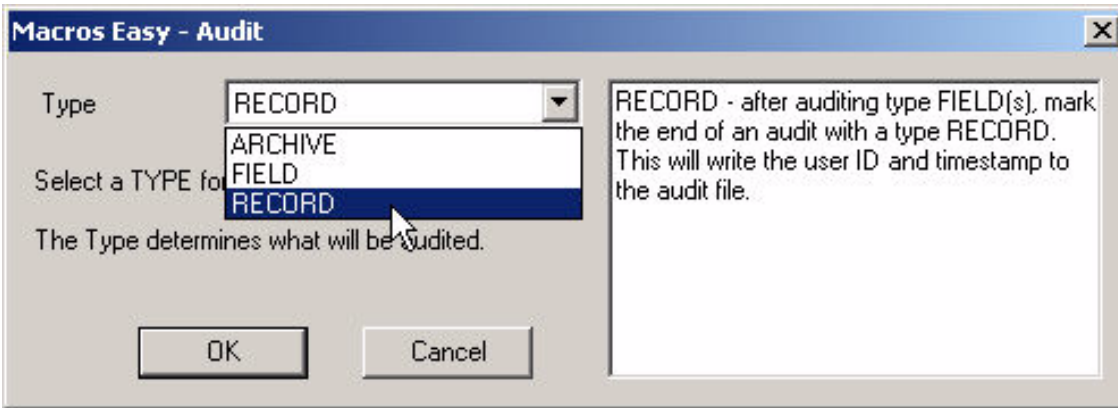 Macros Easy - Audit
Type
RECORD
ARCHIVE
FIELD
RECORD
Select a TYPE fo
The Type determines what will be audited.
OK
Cancel
RECORD - after auditing type FIELD(s), mark
the end of an audit with a type RECORD.
This will write the user ID and timestamp to
the audit file.